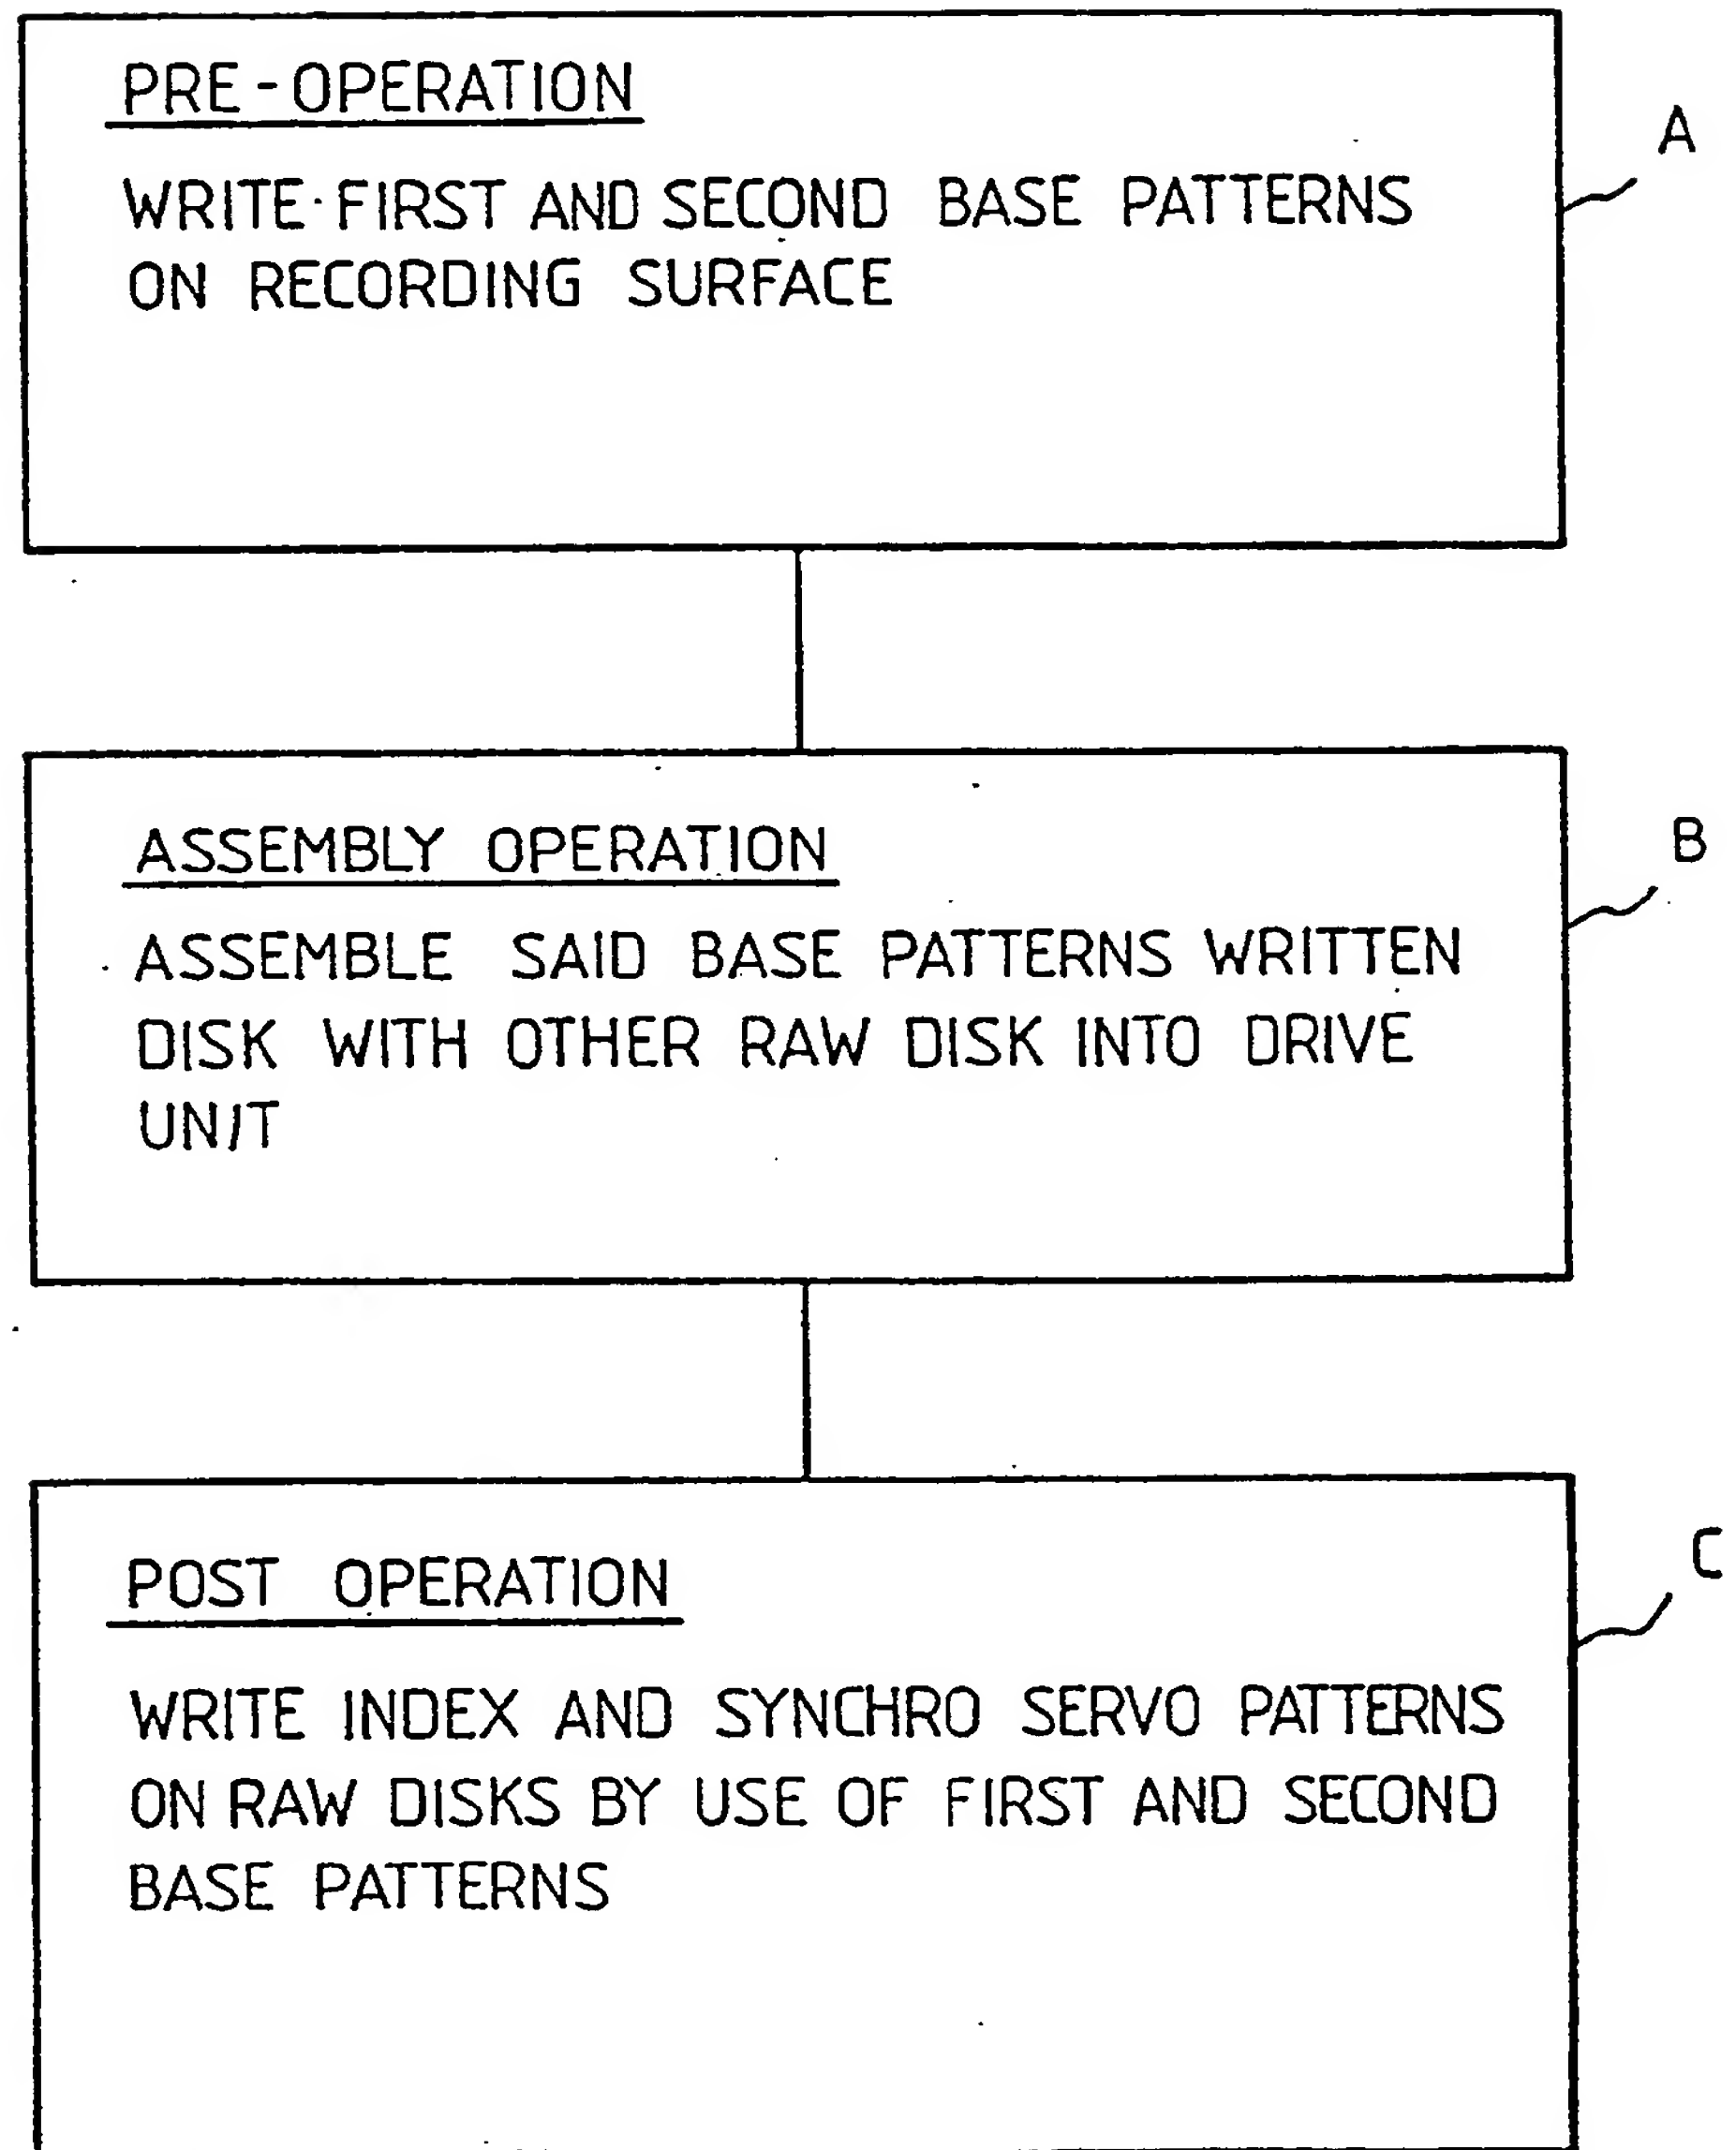 PRE-OPERATION
A
WRITE FIRST AND SECOND BASE PATTERNS
ON RECORDING SURFACE
ASSEMBLY OPERATION
B
ASSEMBLE SAID BASE PATTERNS WRITTEN
DISK WITH OTHER RAW DISK INTO DRIVE
UNIT
POST OPERATION
C
WRITE INDEX AND SYNCHRO SERVO PATTERNS
ON RAW DISKS BY USE OF FIRST AND SECOND
BASE PATTERNS